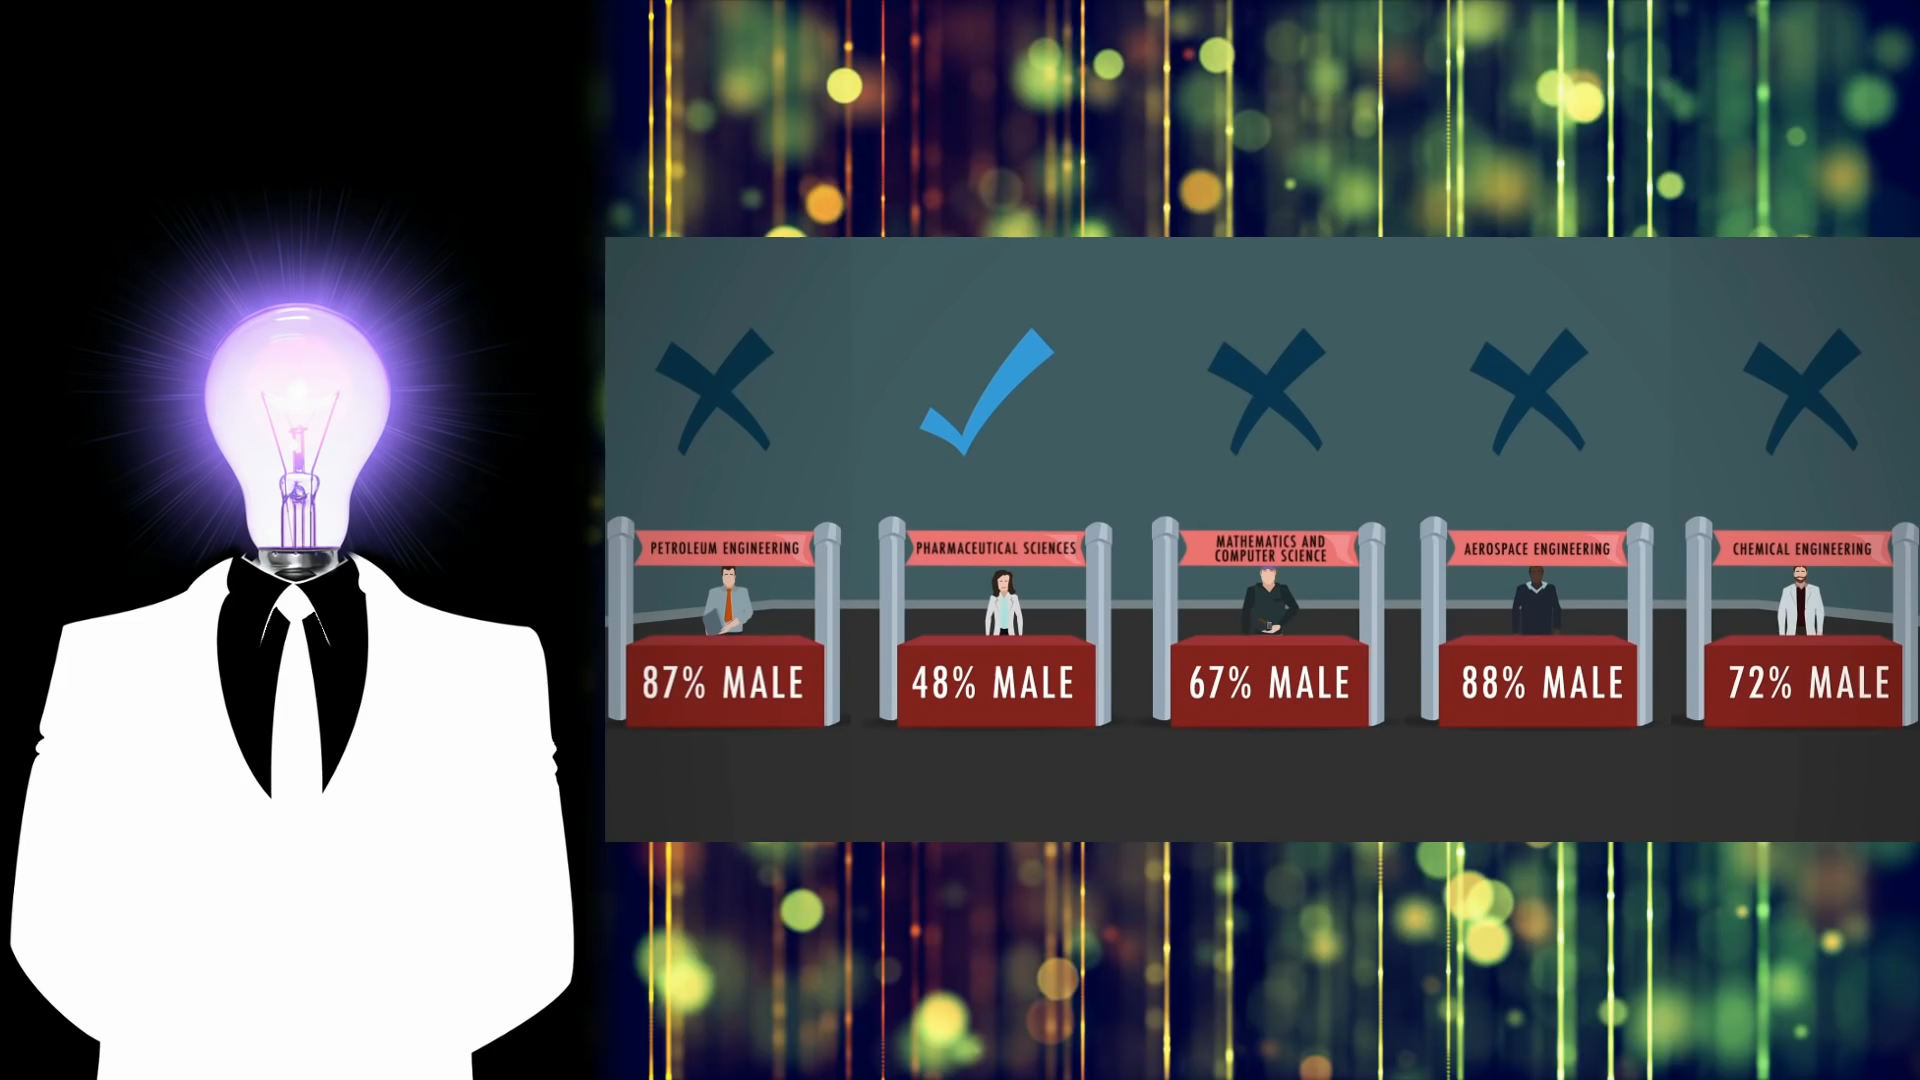 PETROLEUM ENGINEERING
87% MALE
PHARMACEUTICAL SCIENCES
48% MALE
MATHEMATICS AND
COMPUTER SCIENCE
67% MALE
AEROSPACE ENGINEERING
88% MALE
CHEMICAL ENGINEERING
72% MALE